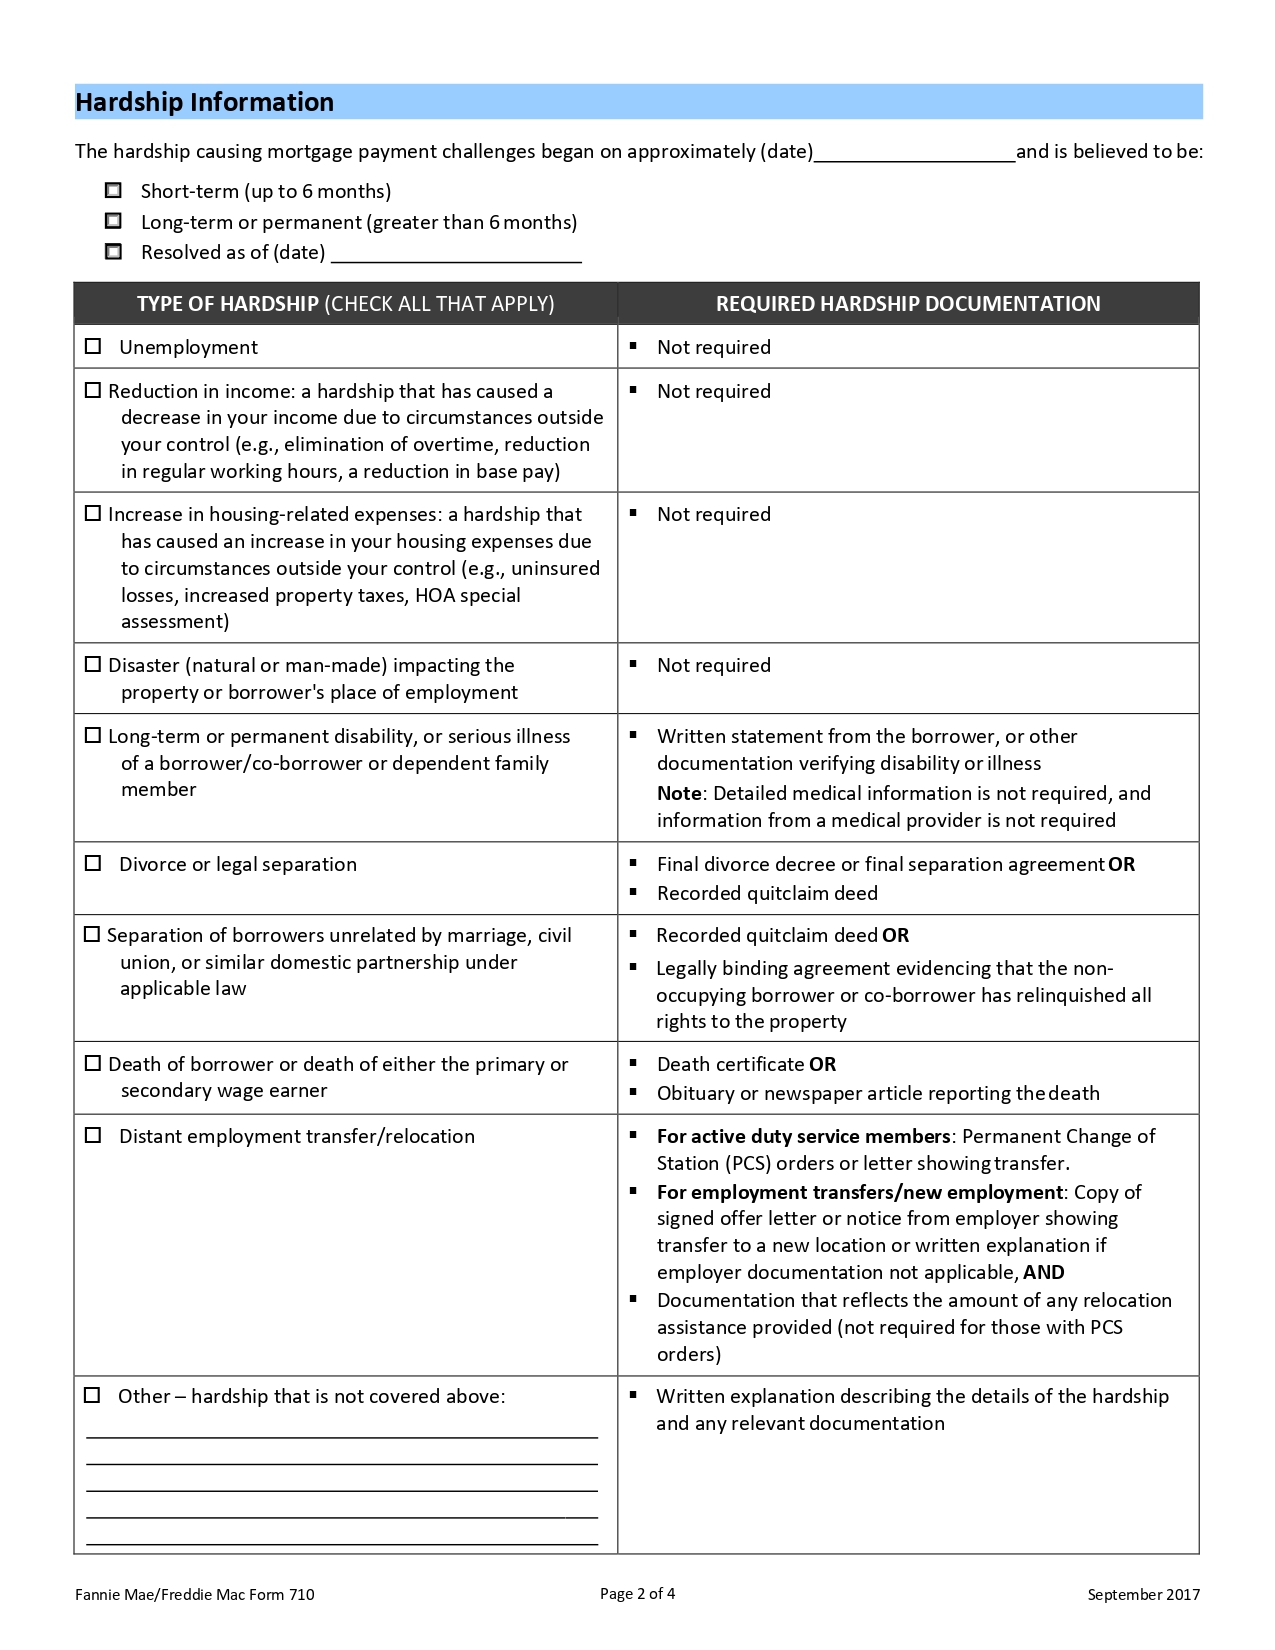 Hardship Information
The hardship causing mortgage payment challenges began on approximately (date)___________________and is believed to be:
☐ Short-term (up to 6 months)
☐ Long-term or permanent (greater than 6 months)
☐ Resolved as of (date) _______________________
TYPE OF HARDSHIP (CHECK ALL THAT APPLY)
REQUIRED HARDSHIP DOCUMENTATION
☐ Unemployment
▪ Not required
☐ Reduction in income: a hardship that has caused a
decrease in your income due to circumstances outside
your control (e.g., elimination of overtime, reduction
in regular working hours, a reduction in base pay)
▪ Not required
☐ Increase in housing-related expenses: a hardship that
has caused an increase in your housing expenses due
to circumstances outside your control (e.g., uninsured
losses, increased property taxes, HOA special
assessment)
▪ Not required
☐ Disaster (natural or man-made) impacting the
property or borrower's place of employment
▪ Not required
☐ Long-term or permanent disability, or serious illness
of a borrower/co-borrower or dependent family
member
▪ Written statement from the borrower, or other
documentation verifying disability or illness
Note: Detailed medical information is not required, and
information from a medical provider is not required
☐ Divorce or legal separation
▪ Final divorce decree or final separation agreement OR
▪ Recorded quitclaim deed
☐ Separation of borrowers unrelated by marriage, civil
union, or similar domestic partnership under
applicable law
▪ Recorded quitclaim deed OR
▪ Legally binding agreement evidencing that the non-
occupying borrower or co-borrower has relinquished all
rights to the property
☐ Death of borrower or death of either the primary or
secondary wage earner
▪ Death certificate OR
▪ Obituary or newspaper article reporting the death
☐ Distant employment transfer/relocation
▪ For active duty service members: Permanent Change of
Station (PCS) orders or letter showing transfer.
▪ For employment transfers/new employment: Copy of
signed offer letter or notice from employer showing
transfer to a new location or written explanation if
employer documentation not applicable, AND
▪ Documentation that reflects the amount of any relocation
assistance provided (not required for those with PCS
orders)
☐ Other – hardship that is not covered above:
▪ Written explanation describing the details of the hardship
and any relevant documentation
Fannie Mae/Freddie Mac Form 710
Page 2 of 4
September 2017